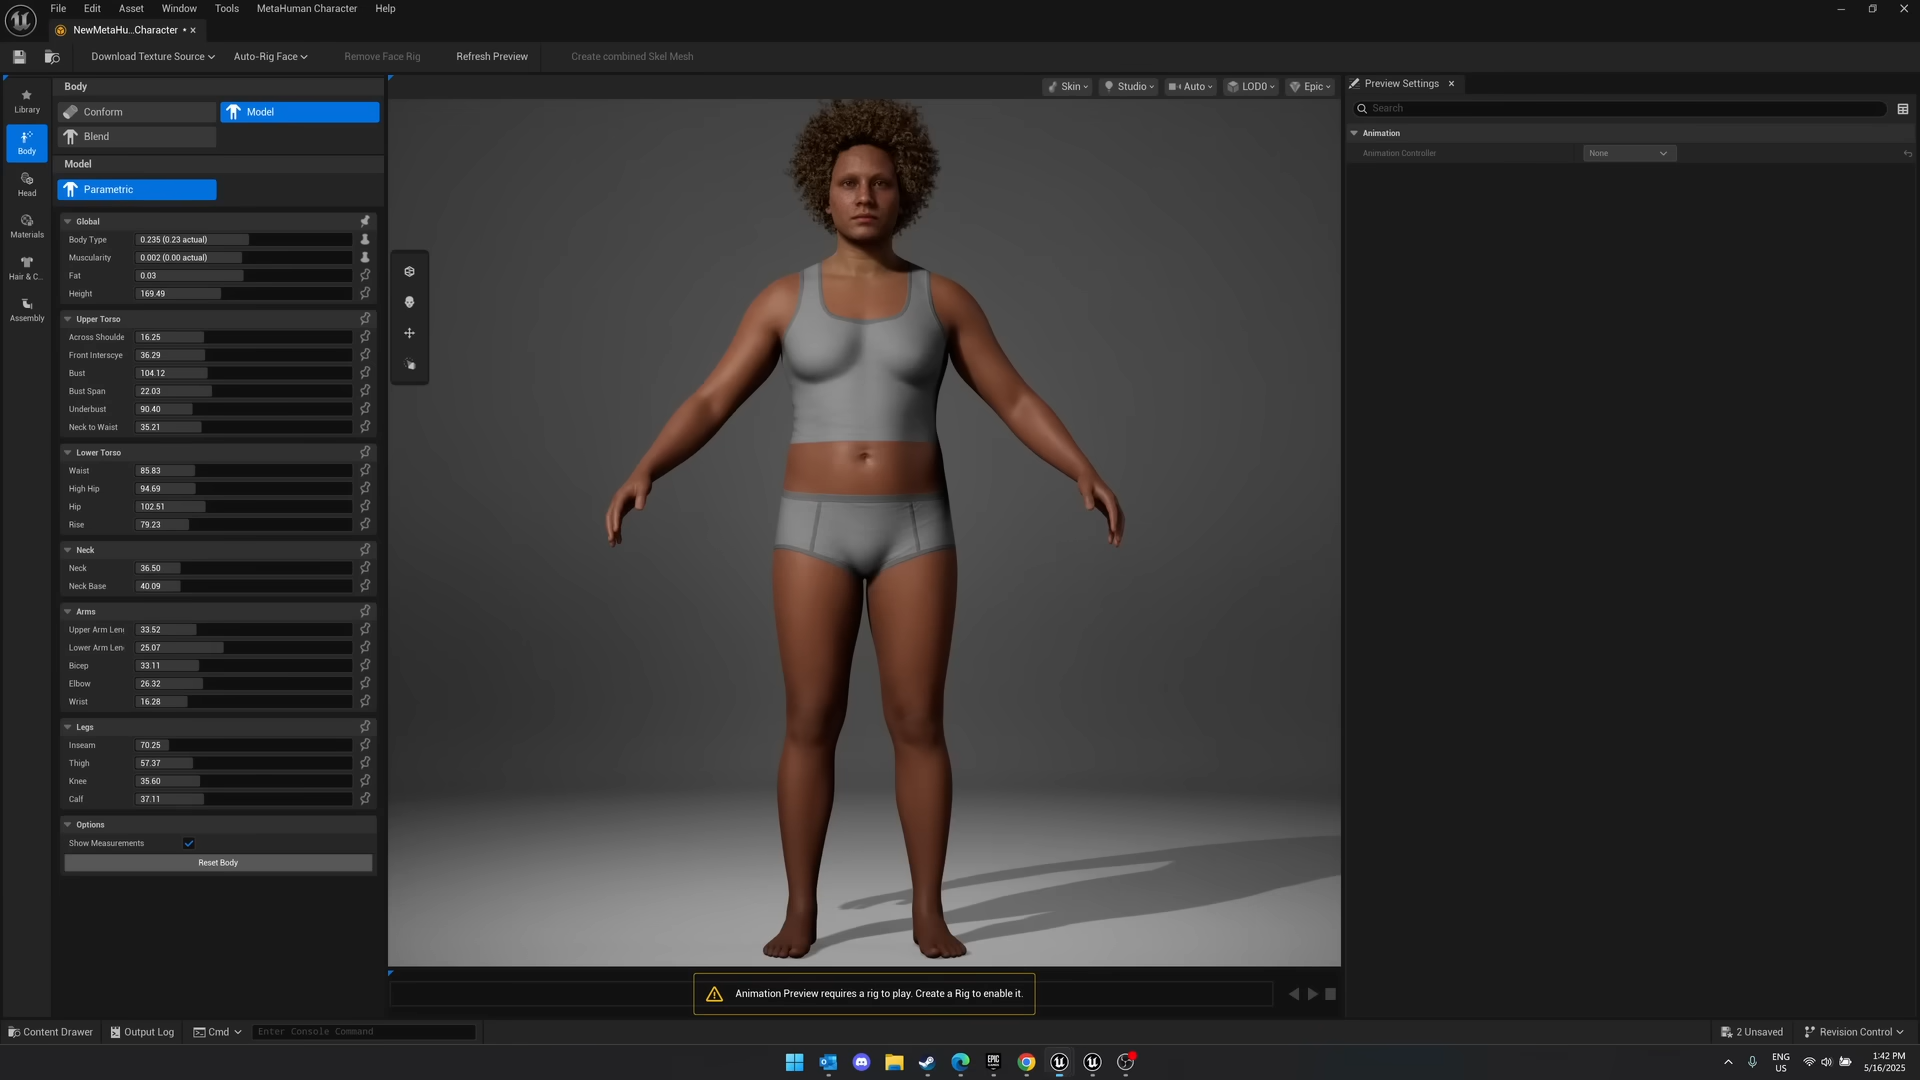 File Edit Asset Window Tools MetaHuman Character Help
NewMetaHu...Character •
Download Texture Source Auto-Rig Face Remove Face Rig Refresh Preview Create combined Skel Mesh
Library
Body
Head
Materials
Hair & C...
Assembly
Body
Conform Model
Blend
Model
Parametric
Global
Body Type 0.235 (0.23 actual)
Muscularity 0.002 (0.00 actual)
Fat 0.03
Height 169.49
Upper Torso
Across Shoulde 16.25
Front Interscye 36.29
Bust 104.12
Bust Span 22.03
Underbust 90.40
Neck to Waist 35.21
Lower Torso
Waist 85.83
High Hip 94.69
Hip 102.51
Rise 79.23
Neck
Neck 36.50
Neck Base 40.09
Arms
Upper Arm Len 33.52
Lower Arm Len 25.07
Bicep 33.11
Elbow 26.32
Wrist 16.28
Legs
Inseam 70.25
Thigh 57.37
Knee 35.60
Calf 37.11
Options
Show Measurements
Reset Body
Skin Studio Auto LOD0 Epic
Animation Preview requires a rig to play. Create a Rig to enable it.
Preview Settings
Search
Animation
Animation Controller None
Content Drawer Output Log Cmd Enter Console Command 2 Unsaved Revision Control
EPIC GAMES
ENG
US
1:42 PM
5/16/2025